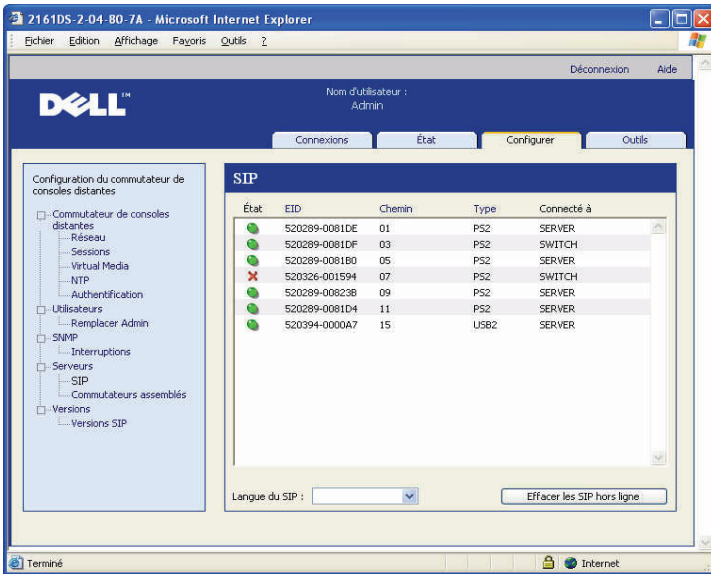 2161DS-2-04-80-7A - Microsoft Internet Explorer
Fichier Edition Affichage Favoris Outils ?
Déconnexion Aide
DELL™
Nom d'utilisateur :
Admin
Connexions État Configurer Outils
Configuration du commutateur de
consoles distantes
Commutateur de consoles
distantes
Réseau
Sessions
Virtual Media
NTP
Authentification
Utilisateurs
Remplacer Admin
SNMP
Interruptions
Serveurs
SIP
Commutateurs assemblés
Versions
Versions SIP
SIP
État EID Chemin Type Connecté à
520289-0081DE 01 PS2 SERVER
520289-0081DF 03 PS2 SWITCH
520289-0081B0 05 PS2 SERVER
520326-001594 07 PS2 SWITCH
520289-00823B 09 PS2 SERVER
520289-0081D4 11 PS2 SERVER
520394-0000A7 15 USB2 SERVER
Langue du SIP :
Effacer les SIP hors ligne
Terminé
Internet